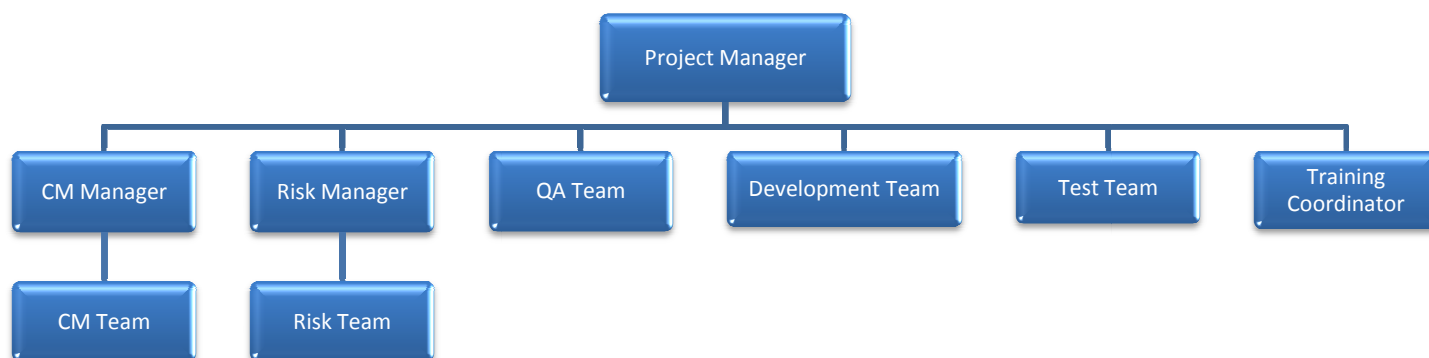 Project Manager
CM Manager
Risk Manager
QA Team
Development Team
Test Team
Training
Coordinator
CM Team
Risk Team